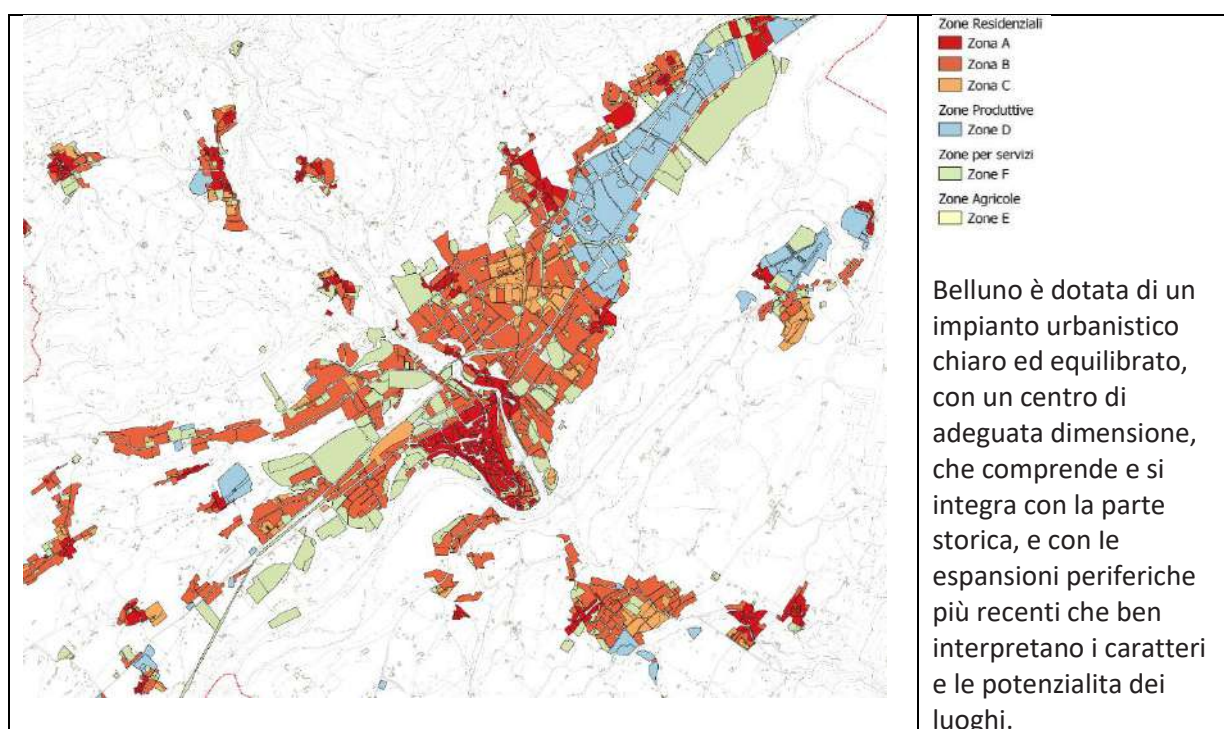 Zone Residenziali
Zona A
Zona B
Zona C
Zone Produttive
Zone D
Zone per servizi
Zone F
Zone Agricole
Zone E
Belluno è dotata di un
impianto urbanistico
chiaro ed equilibrato,
con un centro di
adeguata dimensione,
che comprende e si
integra con la parte
storica, e con le
espansioni periferiche
più recenti che ben
interpretano i caratteri
e le potenzialita dei
luoghi.